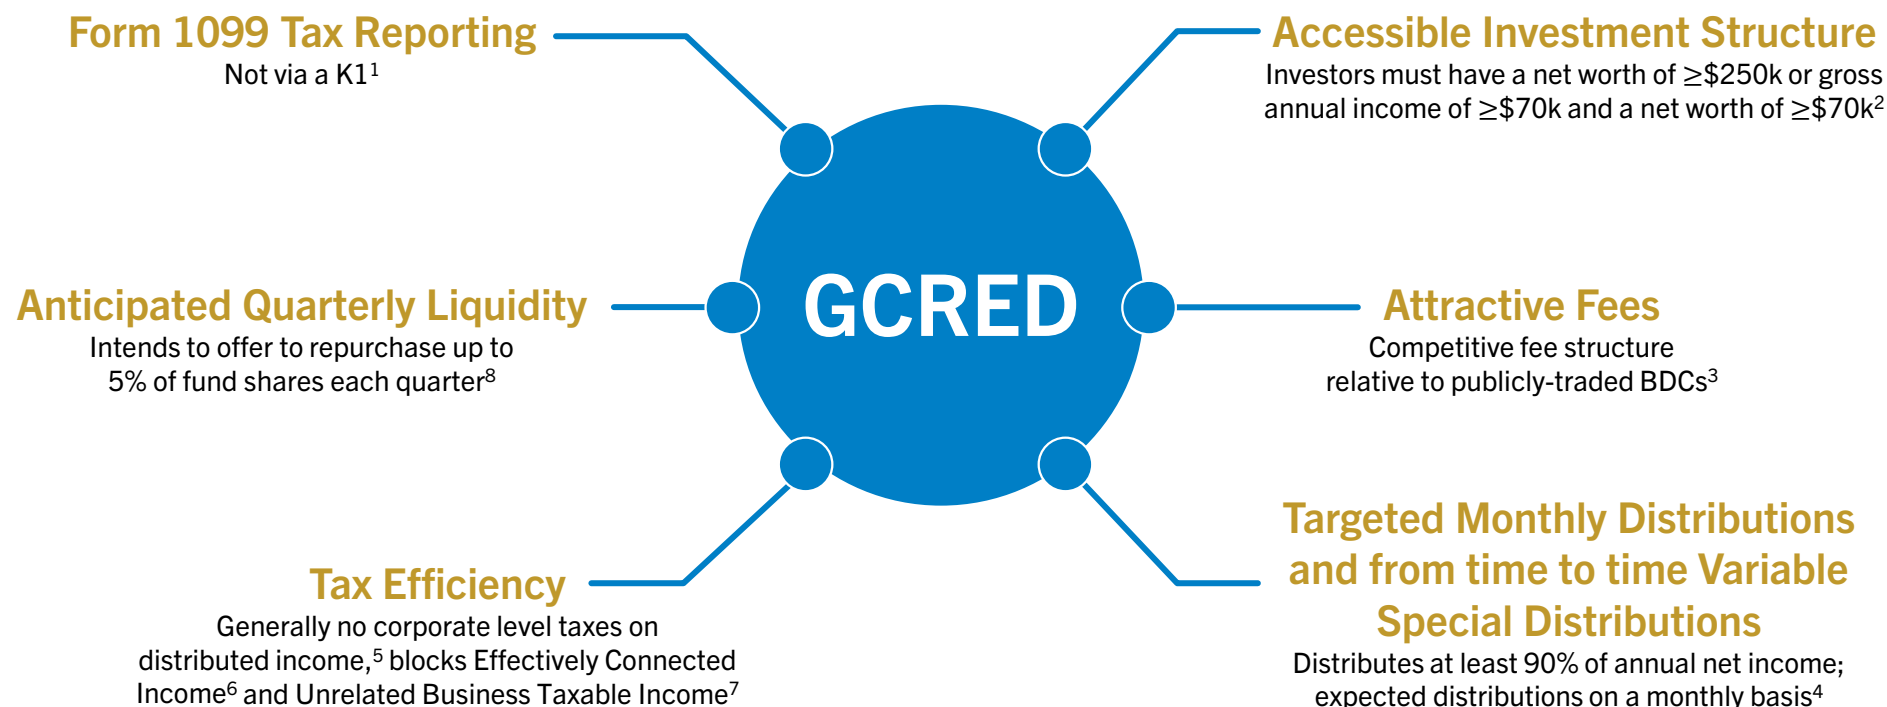 Form 1099 Tax Reporting
Not via a K1¹
Accessible Investment Structure
Investors must have a net worth of ≥$250k or gross
annual income of ≥$70k and a net worth of ≥$70k²
GCRED
Anticipated Quarterly Liquidity
Intends to offer to repurchase up to
5% of fund shares each quarter⁸
Attractive Fees
Competitive fee structure
relative to publicly-traded BDCs³
Tax Efficiency
Generally no corporate level taxes on
distributed income,⁵ blocks Effectively Connected
Income⁶ and Unrelated Business Taxable Income⁷
Targeted Monthly Distributions
and from time to time Variable
Special Distributions
Distributes at least 90% of annual net income;
expected distributions on a monthly basis⁴